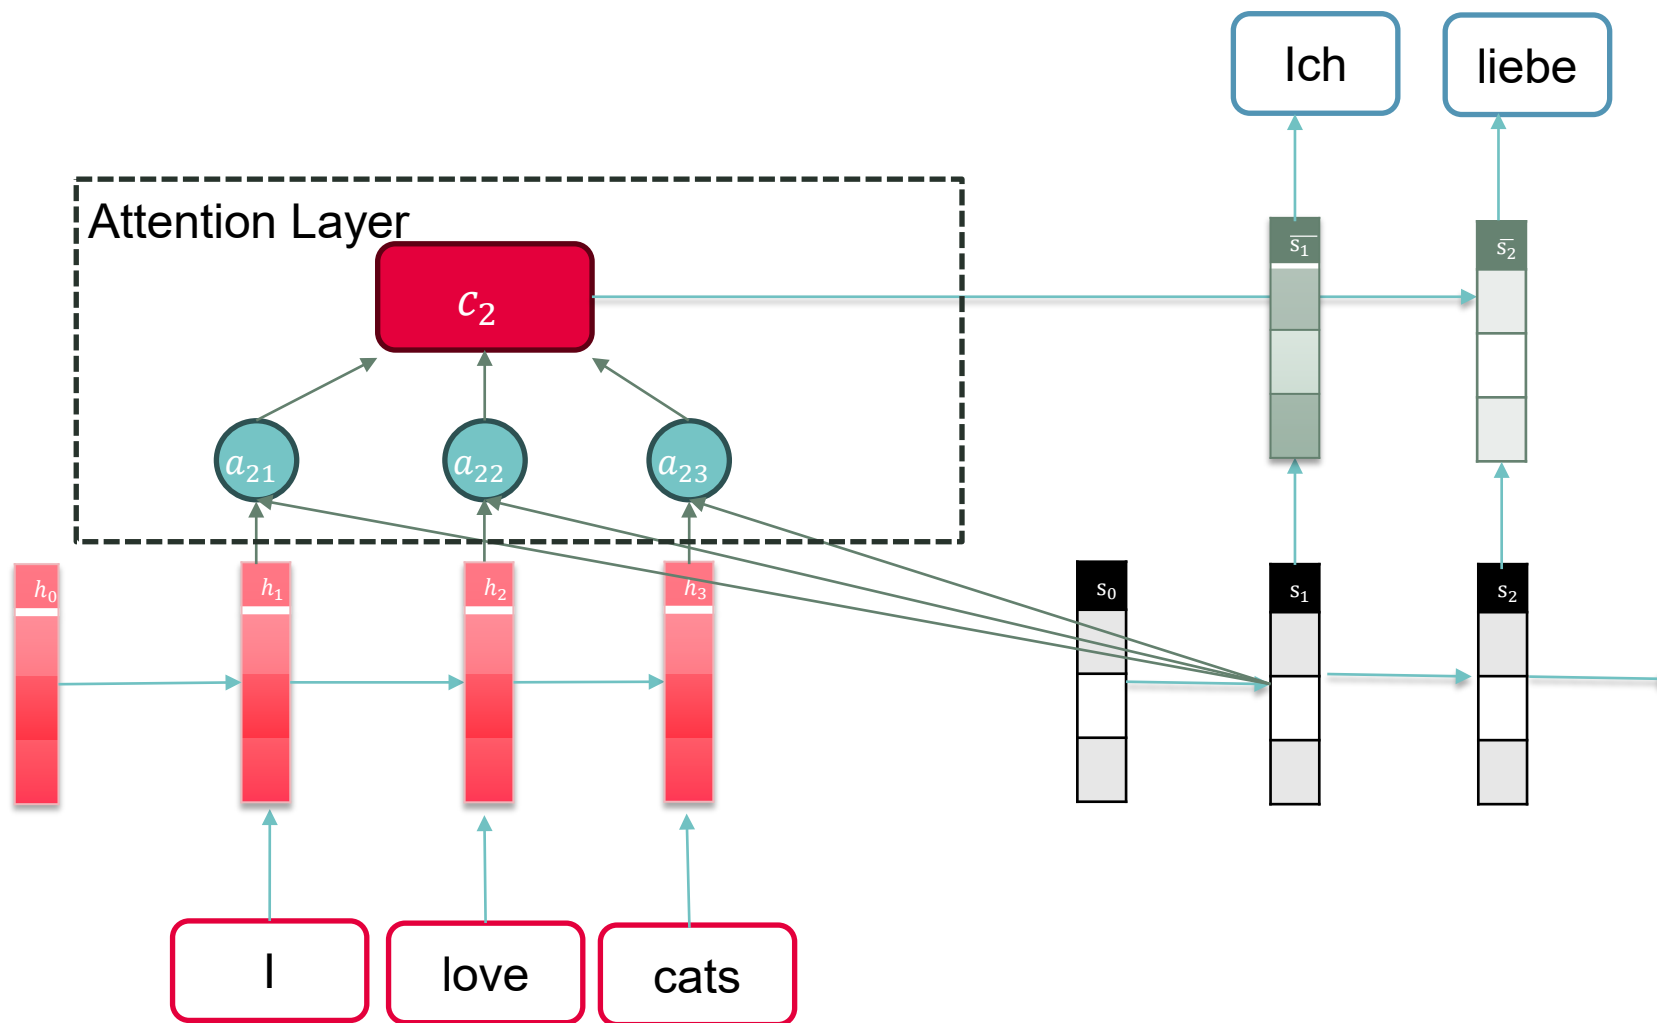 Ich
liebe
Attention Layer
s̅₁
s̅₂
c₂
a₂₁
a₂₂
a₂₃
h₀
h₁
h₂
h₃
s₀
s₁
s₂
I
love
cats